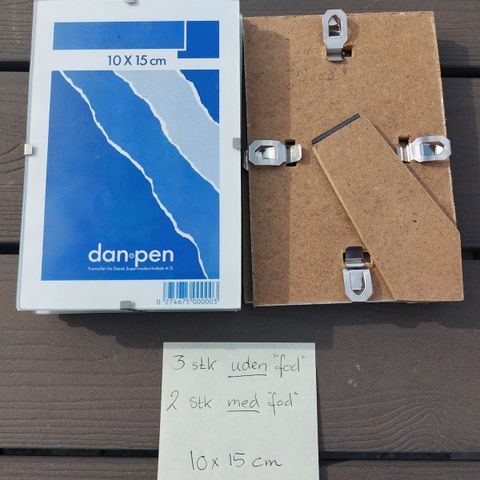 10 X 15 cm
dan•pen
Fremstillet for Dansk Supermarked Indkøb A/S
0 274675 000003
3 stk uden "fod"
2 stk med "fod"
10 x 15 cm